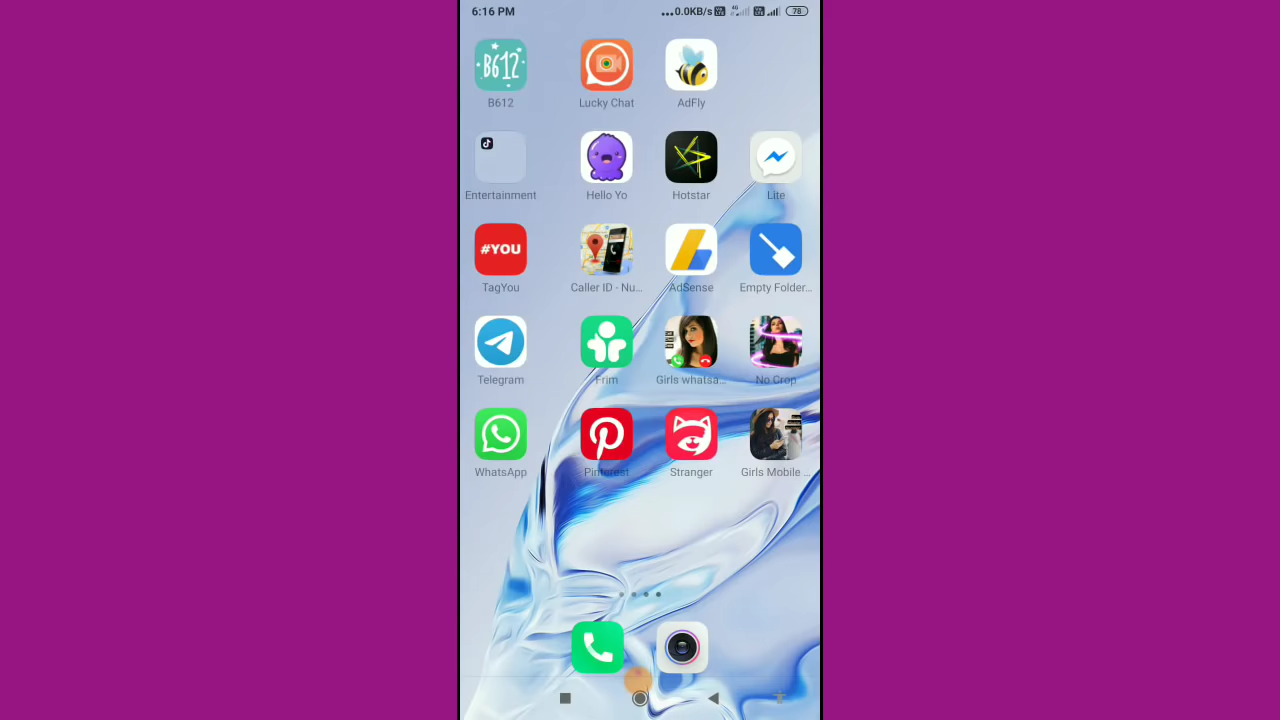 6:16 PM ...0.0KB/s 4G 78
B612
B612 Lucky Chat AdFly
Entertainment Hello Yo Hotstar Lite
#YOU
TagYou Caller ID - Nu... AdSense Empty Folder...
Telegram Frim Girls whatsa... No Crop
WhatsApp Pinterest Stranger Girls Mobile ...